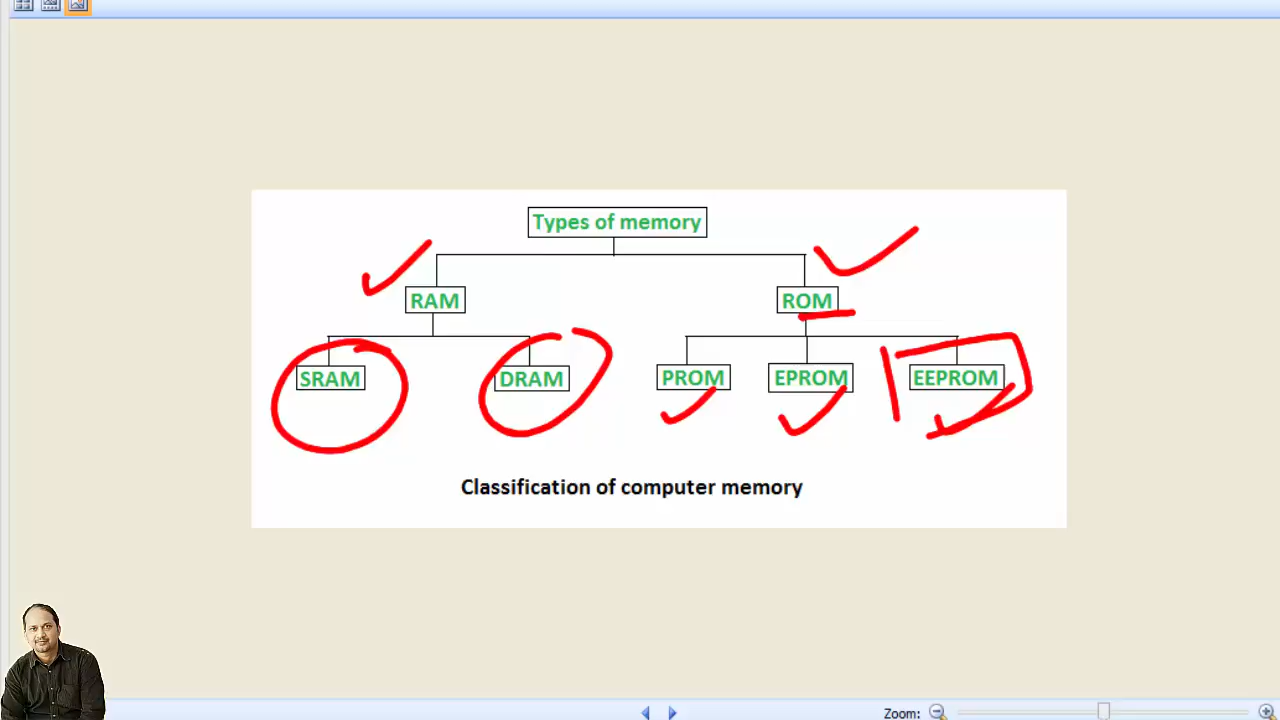 Types of memory
RAM ROM
SRAM DRAM PROM EPROM EEPROM
Classification of computer memory
Zoom: